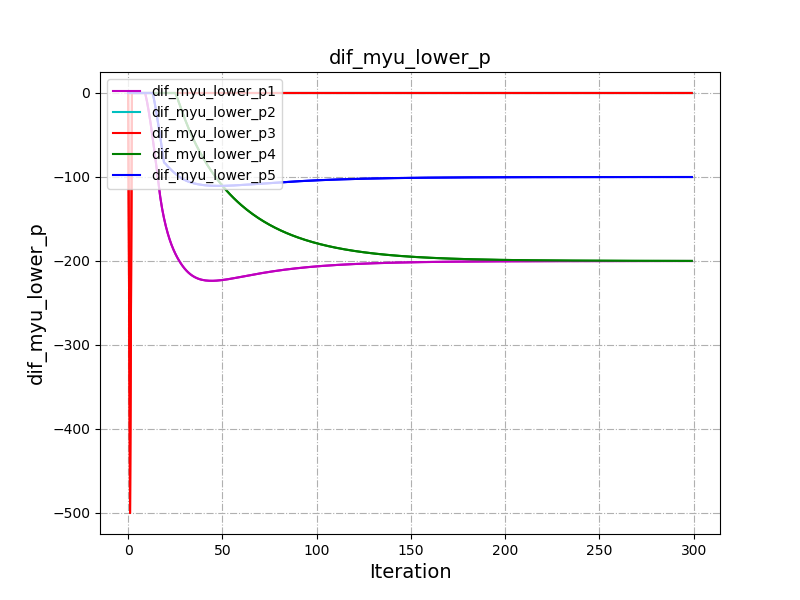 dif_myu_lower_p
dif_myu_lower_p1
dif_myu_lower_p2
dif_myu_lower_p3
dif_myu_lower_p4
dif_myu_lower_p5
dif_myu_lower_p
0
−100
−200
−300
−400
−500
0 50 100 150 200 250 300
Iteration